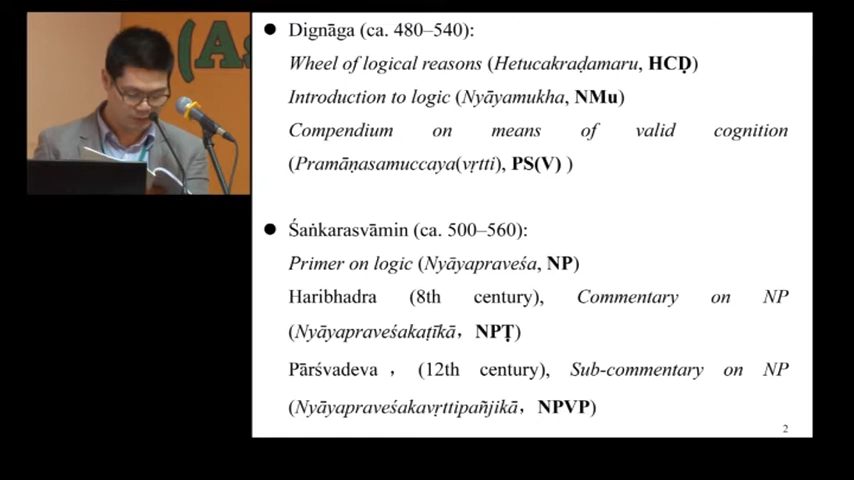 (As
● Dignāga (ca. 480–540):
Wheel of logical reasons (Hetucakraḍamaru, HCḌ)
Introduction to logic (Nyāyamukha, NMu)
Compendium on means of valid cognition
(Pramāṇasamuccaya(vṛtti), PS(V) )
● Śaṅkarasvāmin (ca. 500–560):
Primer on logic (Nyāyapraveśa, NP)
Haribhadra (8th century), Commentary on NP
(Nyāyapraveśakaṭīkā，NPṬ)
Pārśvadeva , (12th century), Sub-commentary on NP
(Nyāyapraveśakavṛttipañjikā，NPVP)
2